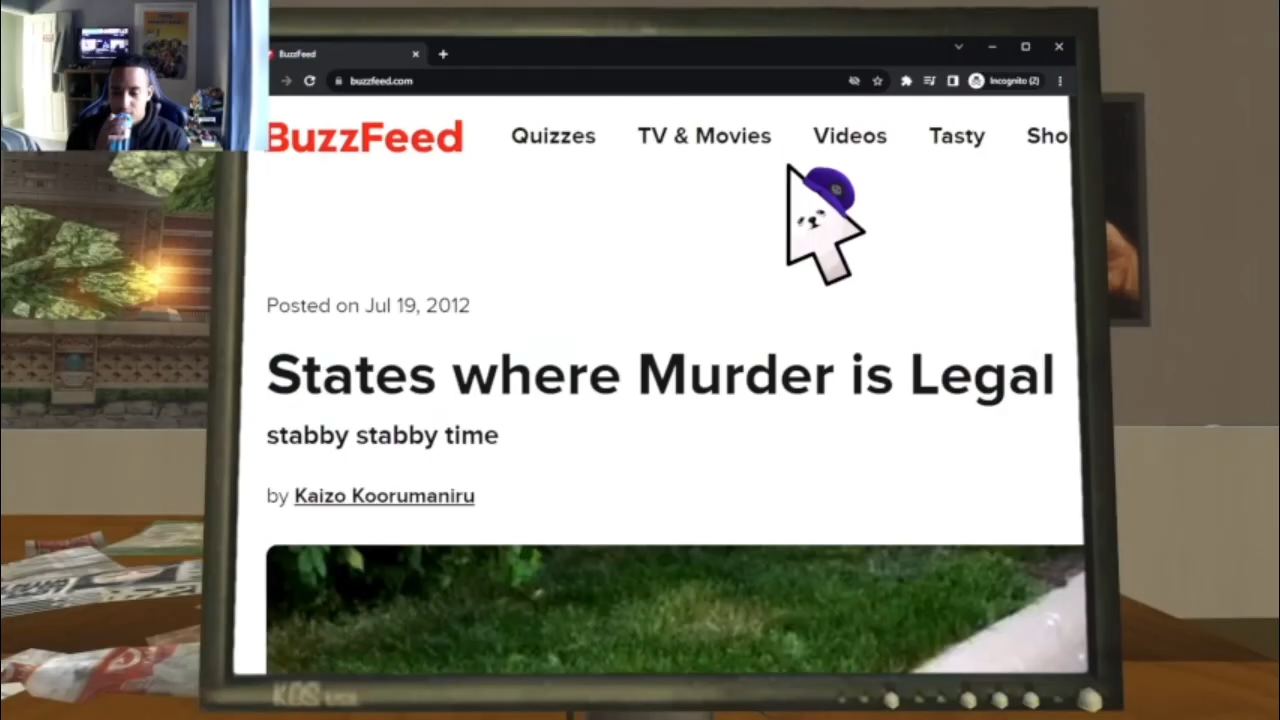 BuzzFeed
buzzfeed.com
Incognito (2)
BuzzFeed Quizzes TV & Movies Videos Tasty Sho
Posted on Jul 19, 2012
States where Murder is Legal
stabby stabby time
by Kaizo Koorumaniru